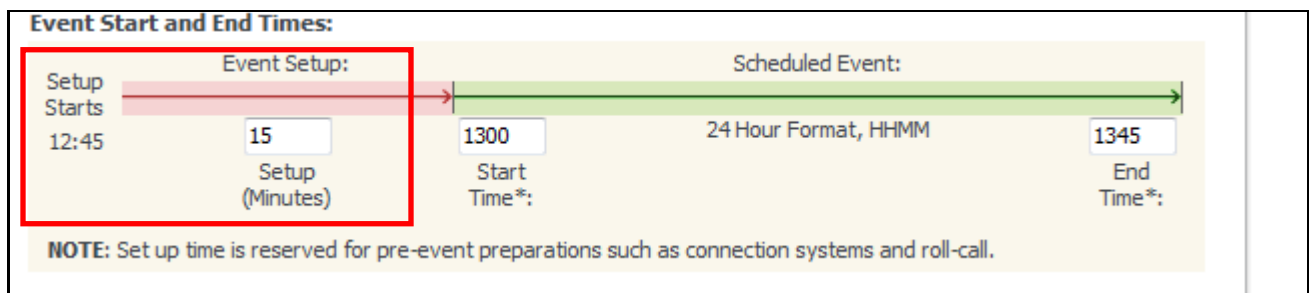 Event Start and End Times:
Event Setup: Scheduled Event:
Setup
Starts
12:45 15 1300 24 Hour Format, HHMM 1345
Setup Start End
(Minutes) Time*: Time*:
NOTE: Set up time is reserved for pre-event preparations such as connection systems and roll-call.